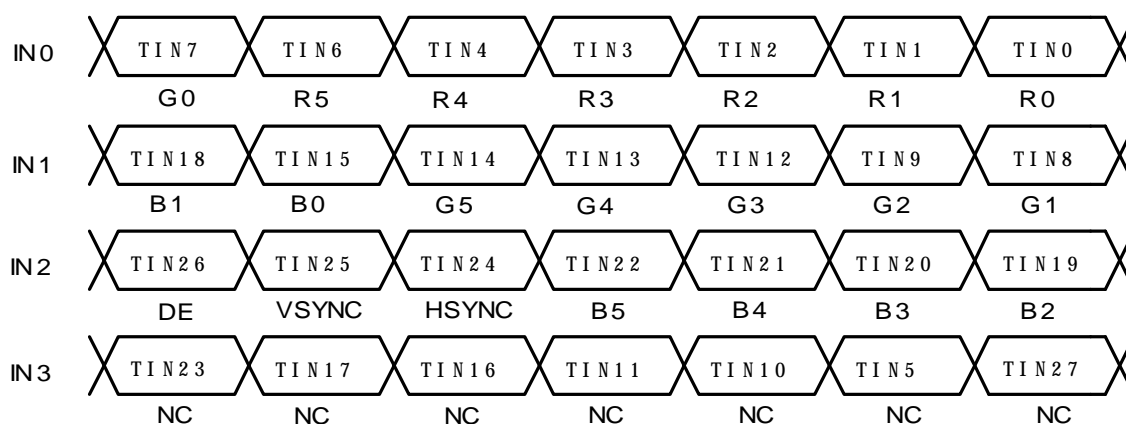 IN0 TIN7 TIN6 TIN4 TIN3 TIN2 TIN1 TIN0
G0 R5 R4 R3 R2 R1 R0
IN1 TIN18 TIN15 TIN14 TIN13 TIN12 TIN9 TIN8
B1 B0 G5 G4 G3 G2 G1
IN2 TIN26 TIN25 TIN24 TIN22 TIN21 TIN20 TIN19
DE VSYNC HSYNC B5 B4 B3 B2
IN3 TIN23 TIN17 TIN16 TIN11 TIN10 TIN5 TIN27
NC NC NC NC NC NC NC